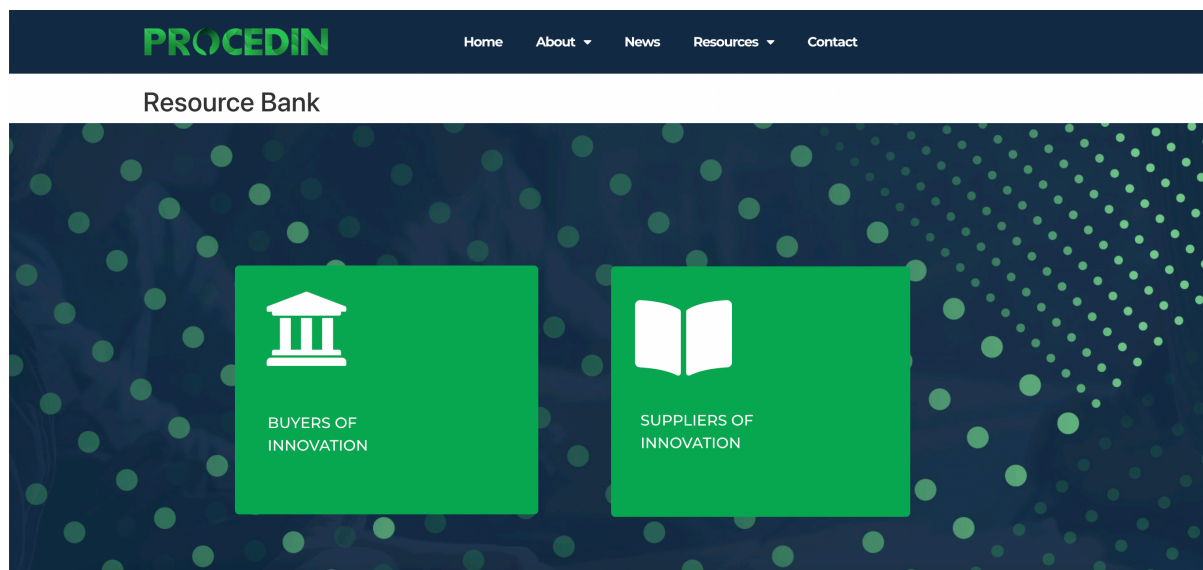 PROCEDIN
Home About News Resources Contact
Resource Bank
BUYERS OF
INNOVATION
SUPPLIERS OF
INNOVATION